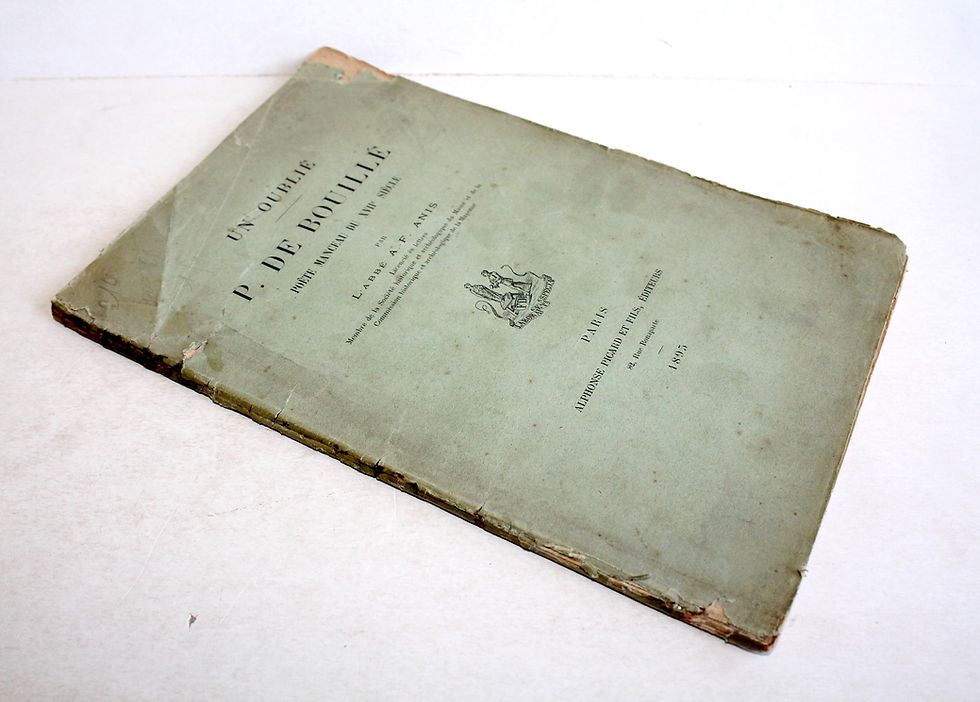 UN OUBLIÉ
P. DE BOUILLÉ
POÈTE MANCEAU DU XVIIe SIÈCLE
PAR
L'ABBÉ A.-F. ANIS
Licencié ès lettres
Membre de la Société historique et archéologique du Maine et de la
Commission historique et archéologique de la Mayenne
LABOR
PARIS
ALPHONSE PICARD ET FILS, ÉDITEURS
82, Rue Bonaparte
1895